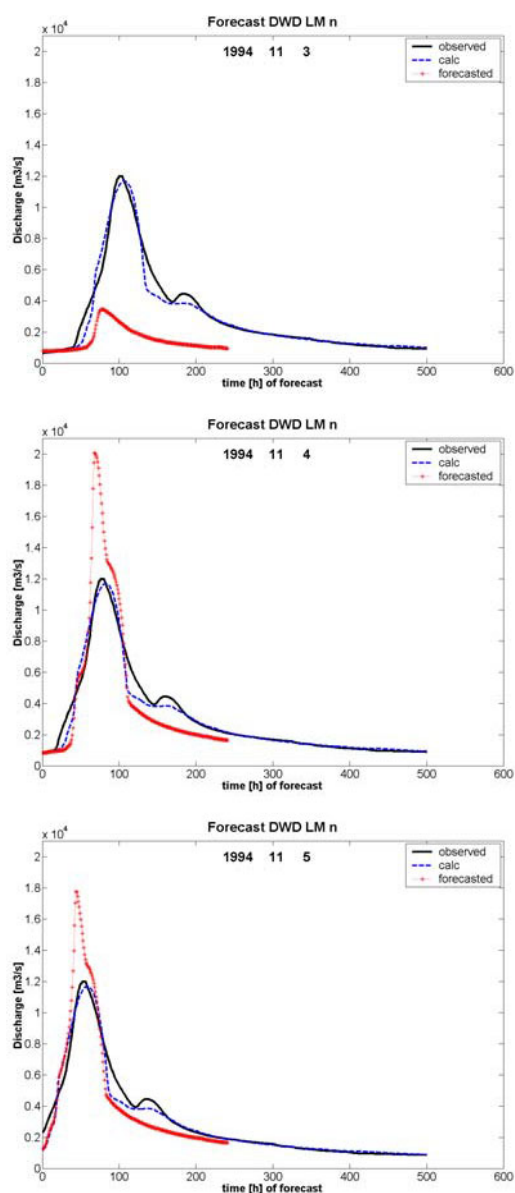 Forecast DWD LM n
x 10⁴
1994 11 3
observed
calc
forecasted
2
1.8
1.6
1.4
1.2
1
0.8
0.6
0.4
0.2
0
Discharge [m3/s]
0 100 200 300 400 500 600
time [h] of forecast
Forecast DWD LM n
x 10⁴
1994 11 4
observed
calc
forecasted
2
1.8
1.6
1.4
1.2
1
0.8
0.6
0.4
0.2
0
Discharge [m3/s]
0 100 200 300 400 500 600
time [h] of forecast
Forecast DWD LM n
x 10⁴
1994 11 5
observed
calc
forecasted
2
1.8
1.6
1.4
1.2
1
0.8
0.6
0.4
0.2
0
Discharge [m3/s]
0 100 200 300 400 500 600
time [h] of forecast